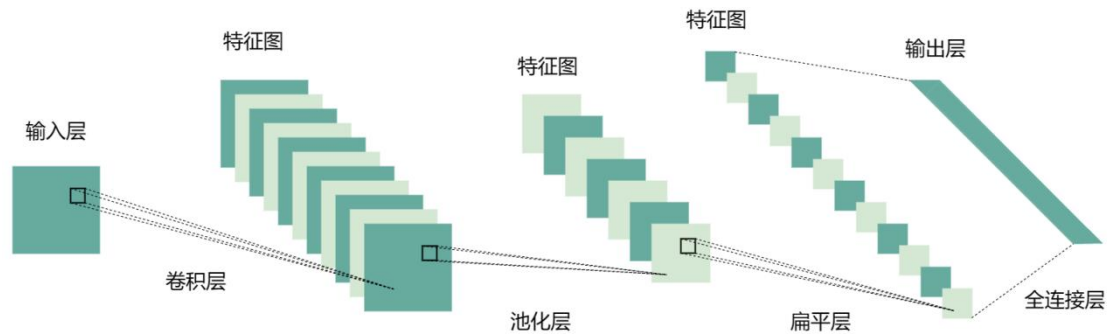 特征图
特征图
特征图
输出层
输入层
卷积层
池化层
扁平层
全连接层